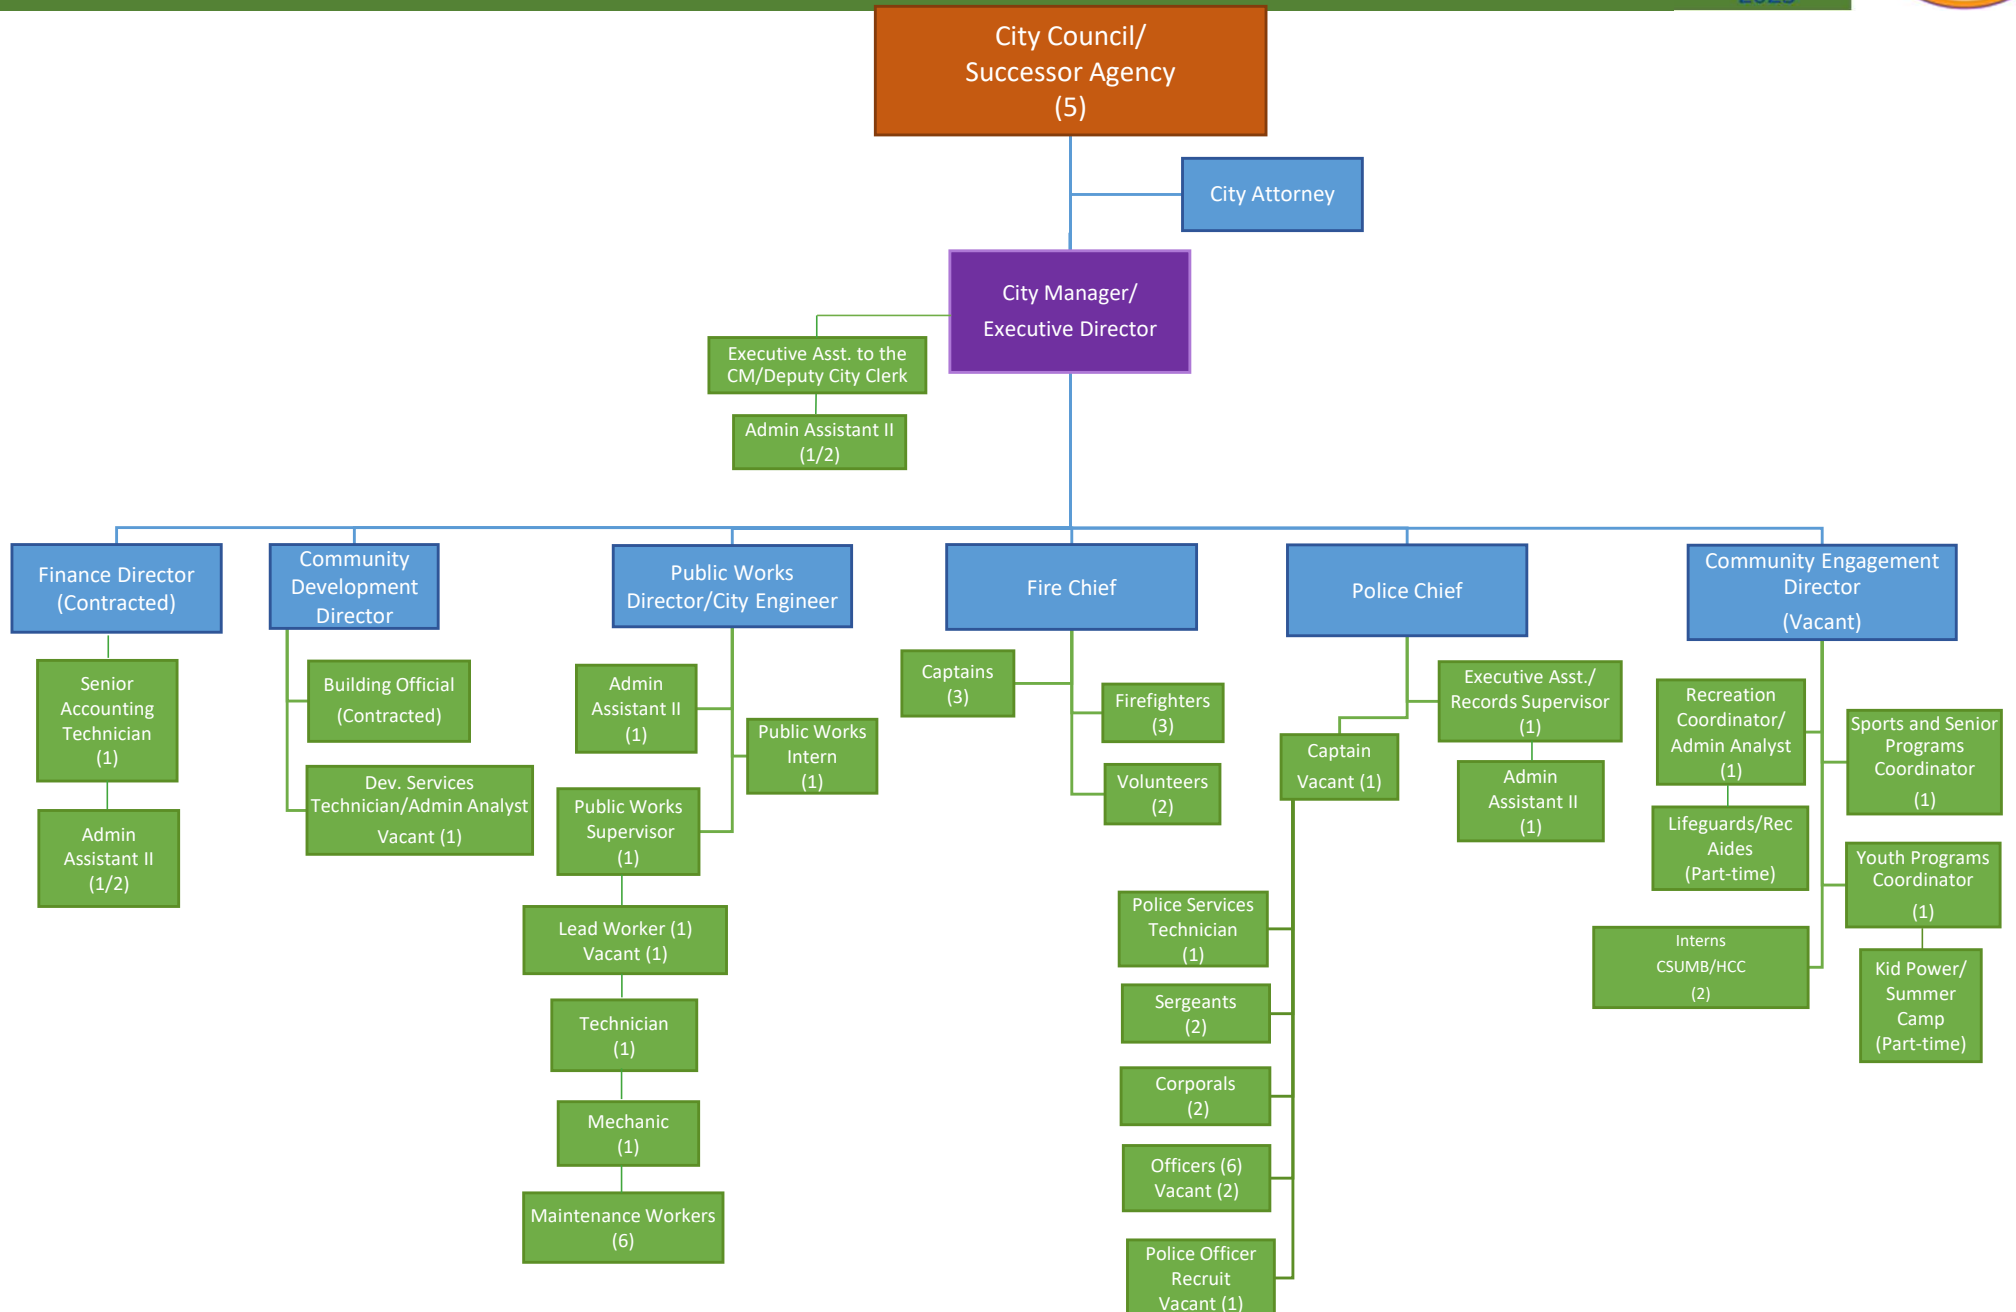 City Council/
Successor Agency
(5)
City Attorney
City Manager/
Executive Director
Executive Asst. to the
CM/Deputy City Clerk
Admin Assistant II
(1/2)
Finance Director
(Contracted)
Senior
Accounting
Technician
(1)
Admin
Assistant II
(1/2)
Community
Development
Director
Building Official
(Contracted)
Dev. Services
Technician/Admin Analyst
Vacant (1)
Public Works
Director/City Engineer
Admin
Assistant II
(1)
Public Works
Intern
(1)
Public Works
Supervisor
(1)
Lead Worker (1)
Vacant (1)
Technician
(1)
Mechanic
(1)
Maintenance Workers
(6)
Fire Chief
Captains
(3)
Firefighters
(3)
Volunteers
(2)
Police Chief
Executive Asst./
Records Supervisor
(1)
Admin
Assistant II
(1)
Captain
Vacant (1)
Police Services
Technician
(1)
Sergeants
(2)
Corporals
(2)
Officers (6)
Vacant (2)
Police Officer
Recruit
Vacant (1)
Community Engagement
Director
(Vacant)
Recreation
Coordinator/
Admin Analyst
(1)
Lifeguards/Rec
Aides
(Part-time)
Sports and Senior
Programs
Coordinator
(1)
Youth Programs
Coordinator
(1)
Kid Power/
Summer
Camp
(Part-time)
Interns
CSUMB/HCC
(2)